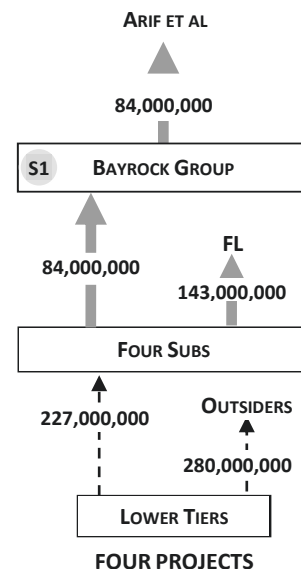 ARIF ET AL
84,000,000
S1 BAYROCK GROUP
FL
84,000,000 143,000,000
FOUR SUBS
OUTSIDERS
227,000,000
280,000,000
LOWER TIERS
FOUR PROJECTS